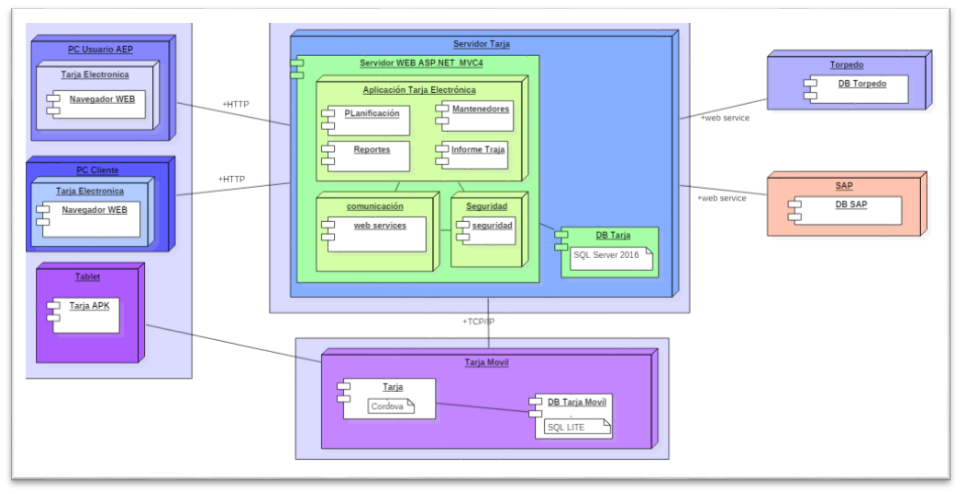 PC Usuario AEP
Tarja Electronica
Navegador WEB
+HTTP
PC Cliente
Tarja Electronica
Navegador WEB
+HTTP
Tablet
Tarja APK
Servidor Tarja
Servidor WEB ASP.NET MVC4
Aplicación Tarja Electrónica
PLanificación
Mantenedores
Reportes
Informe Traja
comunicación
web services
Seguridad
seguridad
DB Tarja
SQL Server 2016
+web service
Torpedo
DB Torpedo
+web service
SAP
DB SAP
+TCP/IP
Tarja Movil
Tarja
Cordova
DB Tarja Movil
SQL LITE